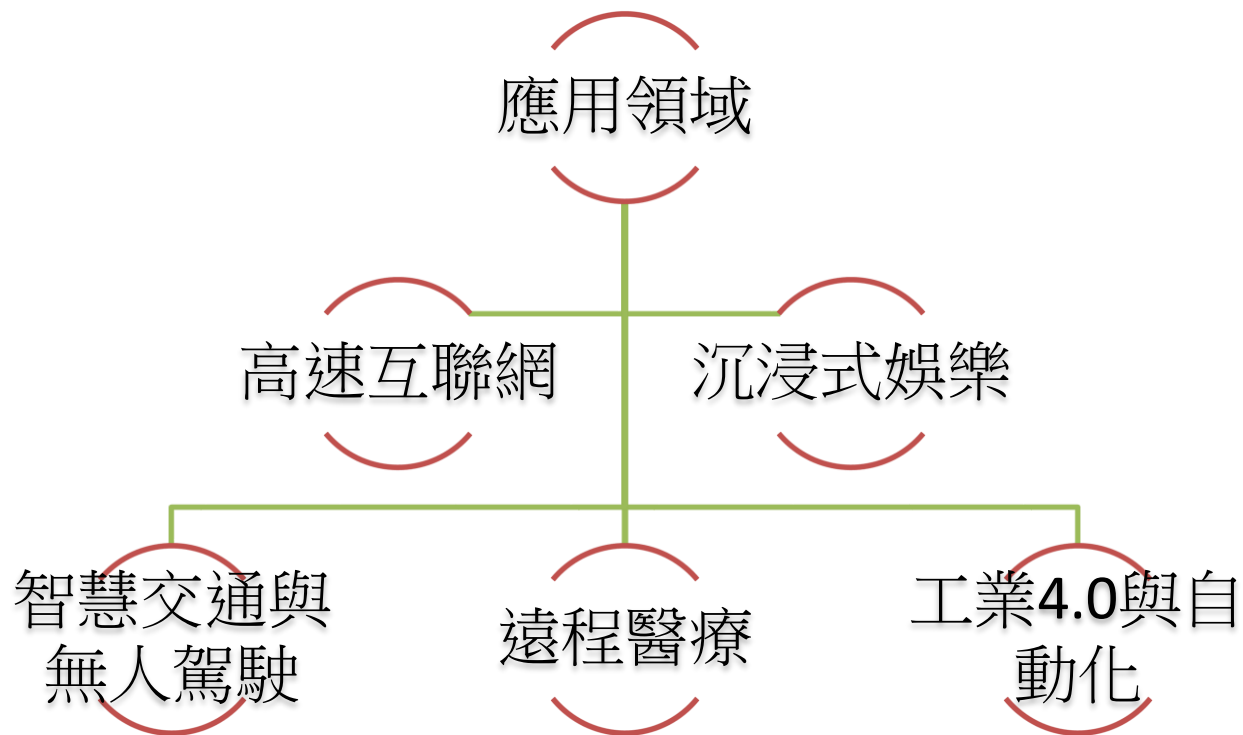 應用領域
高速互聯網
沉浸式娛樂
智慧交通與
無人駕駛
遠程醫療
工業4.0與自
動化